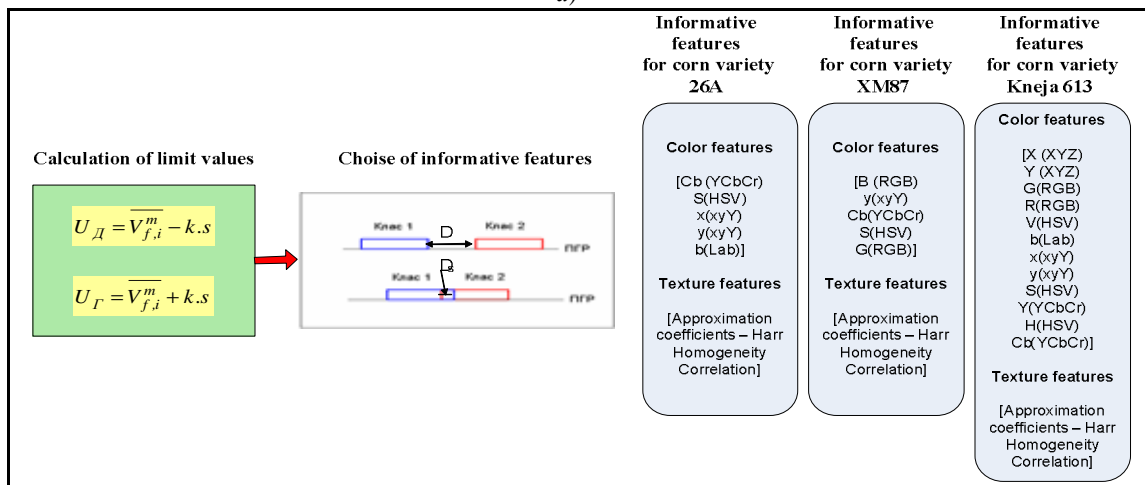 a)
Calculation of limit values
U_Д = V^m_{f,i} − k.s
U_Г = V^m_{f,i} + k.s
Choise of informative features
Клас 1
D
Клас 2
ПГР
Клас 1
Клас 2
ПГР
Informative
features
for corn variety
26A
Color features
[Cb (YCbCr)
S(HSV)
x(xyY)
y(xyY)
b(Lab)]
Texture features
[Approximation
coefficients – Harr
Homogeneity
Correlation]
Informative
features
for corn variety
XM87
Color features
[B (RGB)
y(xyY)
Cb(YCbCr)
S(HSV)
G(RGB)]
Texture features
[Approximation
coefficients – Harr
Homogeneity
Correlation]
Informative
features
for corn variety
Kneja 613
Color features
[X (XYZ)
Y (XYZ)
G(RGB)
R(RGB)
V(HSV)
b(Lab)
x(xyY)
y(xyY)
S(HSV)
Y(YCbCr)
H(HSV)
Cb(YCbCr)]
Texture features
[Approximation
coefficients – Harr
Homogeneity
Correlation]